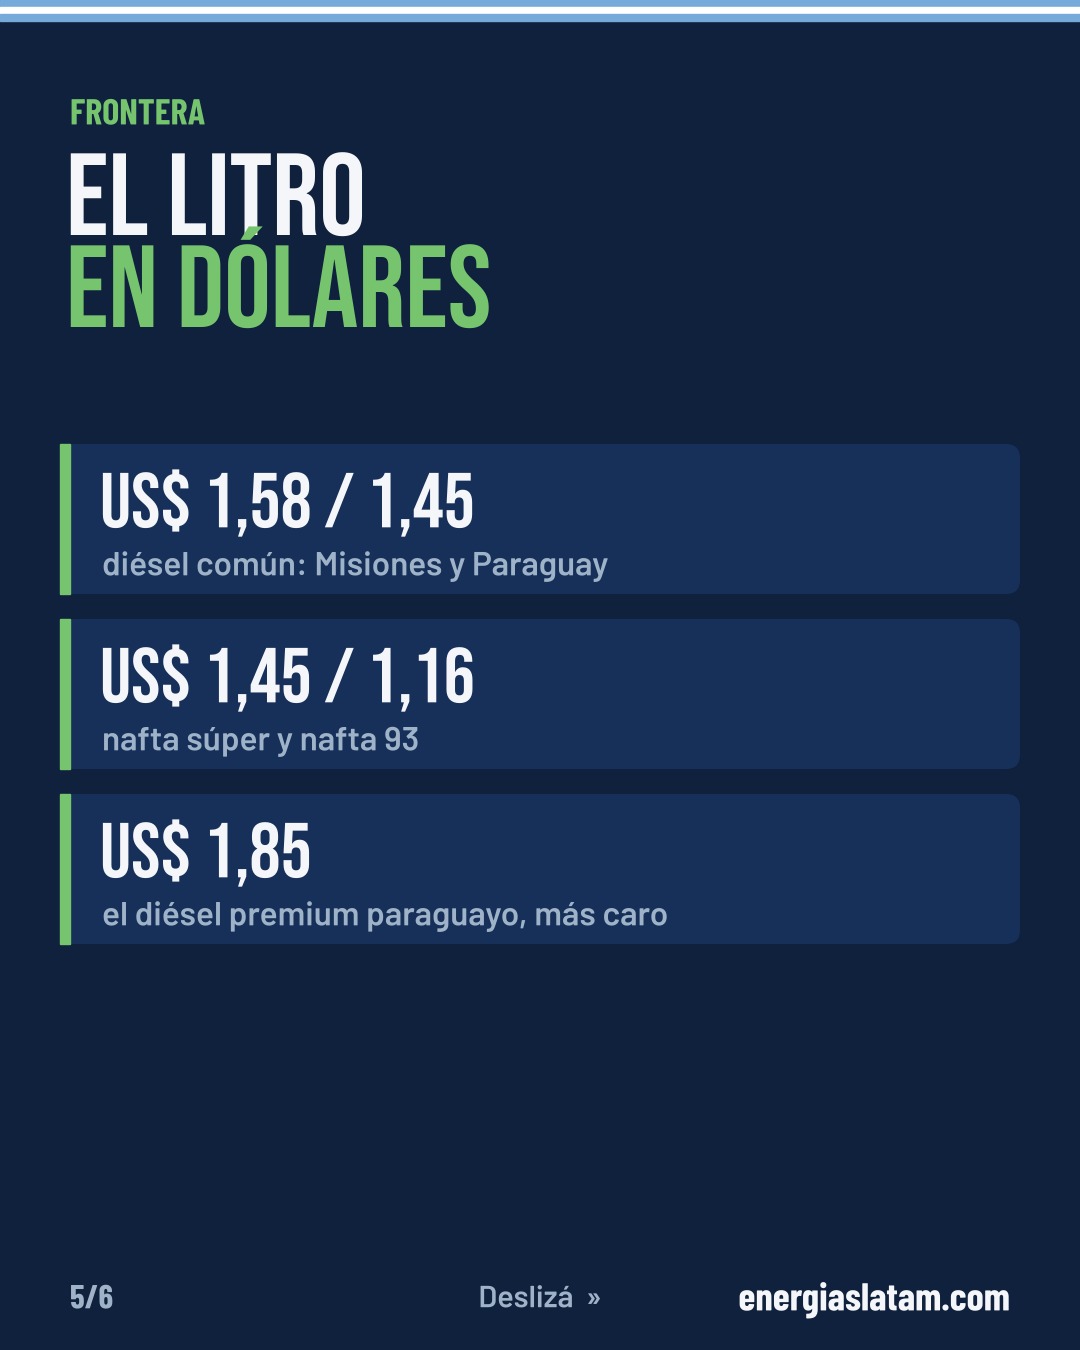 FRONTERA
EL LITRO
EN DÓLARES
US$ 1,58 / 1,45
diésel común: Misiones y Paraguay
US$ 1,45 / 1,16
nafta súper y nafta 93
US$ 1,85
el diésel premium paraguayo, más caro
5/6
Deslizá »
energiaslatam.com